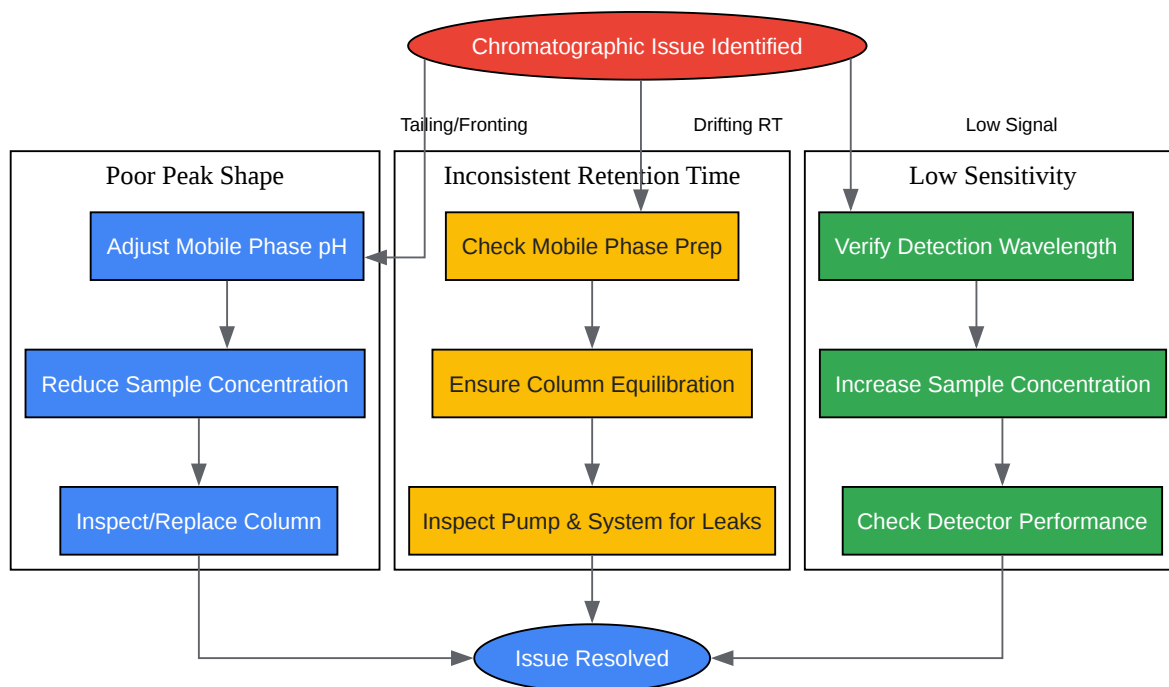 Chromatographic Issue Identified
Tailing/Fronting
Drifting RT
Low Signal
Poor Peak Shape
Inconsistent Retention Time
Low Sensitivity
Adjust Mobile Phase pH
Check Mobile Phase Prep
Verify Detection Wavelength
Reduce Sample Concentration
Ensure Column Equilibration
Increase Sample Concentration
Inspect/Replace Column
Inspect Pump & System for Leaks
Check Detector Performance
Issue Resolved